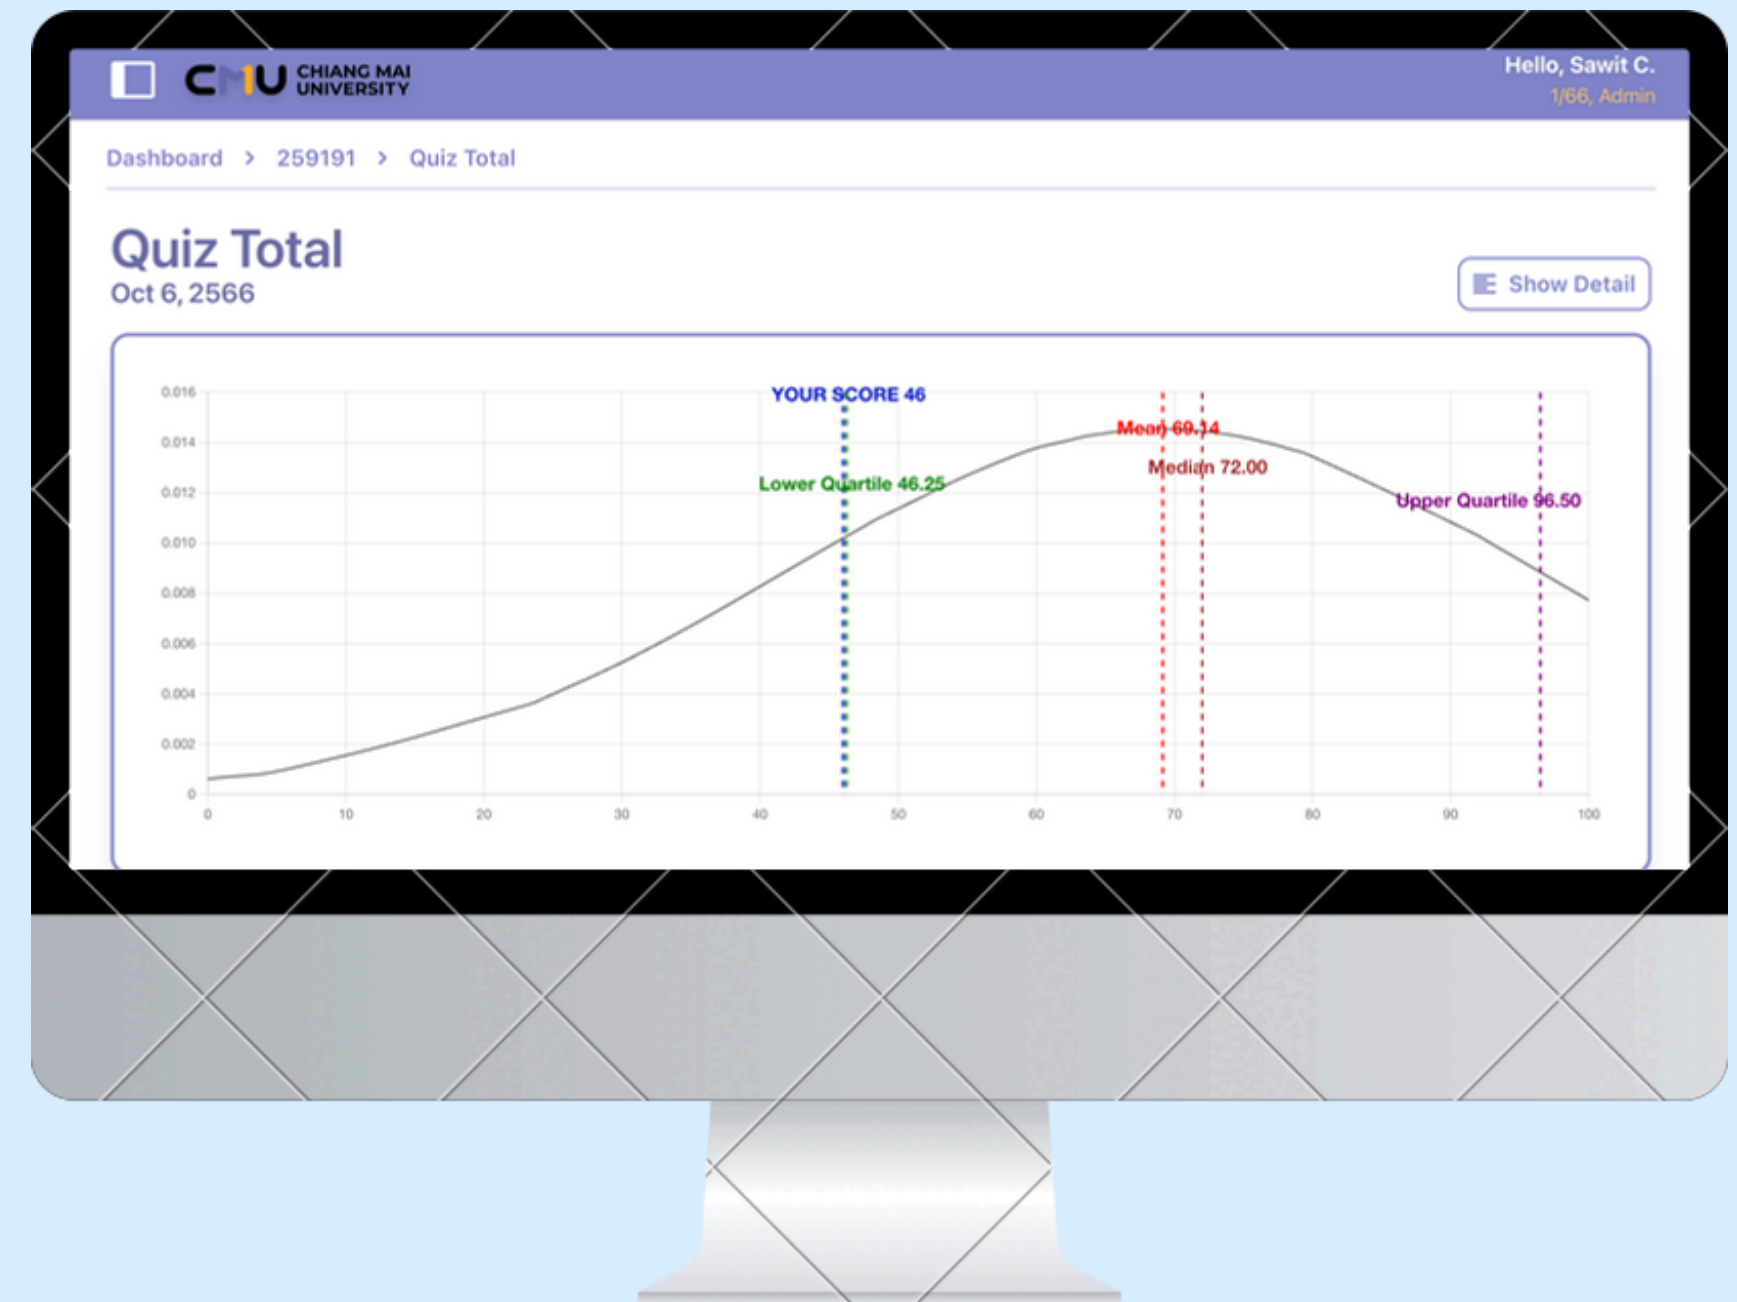 CMU CHIANG MAI
UNIVERSITY
Hello, Sawit C.
1/66, Admin
Dashboard > 259191 > Quiz Total
Quiz Total
Oct 6, 2566
Show Detail
YOUR SCORE 46
Mean 69.14
Median 72.00
Lower Quartile 46.25
Upper Quartile 96.50
0.016
0.014
0.012
0.010
0.008
0.006
0.004
0.002
0
0 10 20 30 40 50 60 70 80 90 100